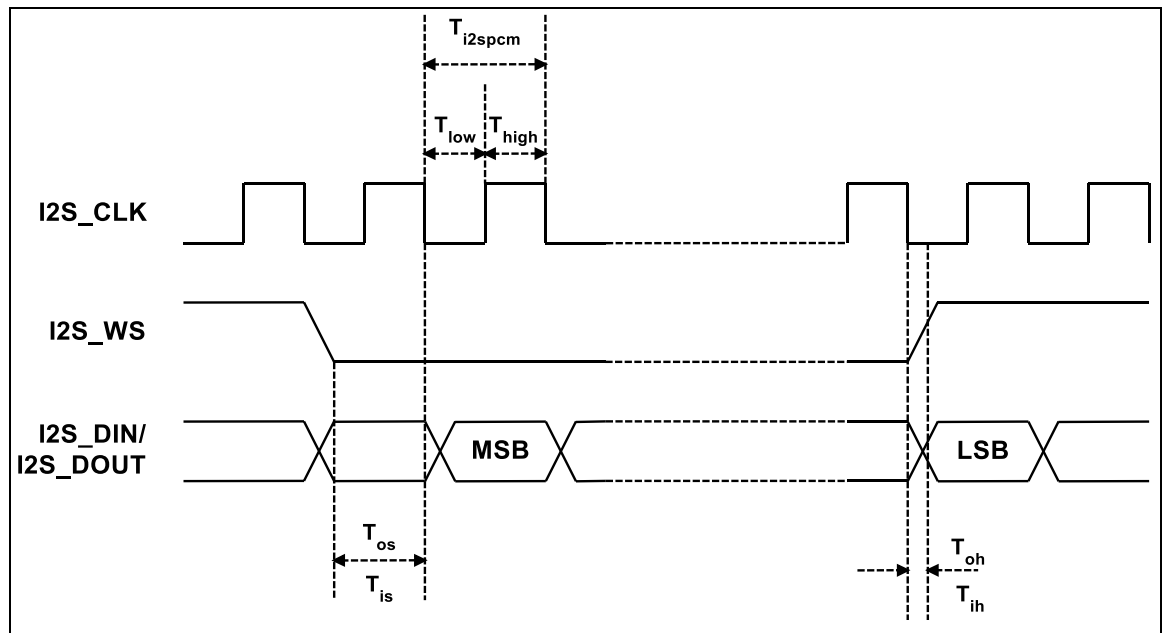 Ti2spcm
Tlow Thigh
I2S_CLK
I2S_WS
I2S_DIN/
I2S_DOUT
MSB
LSB
Tos
Tis
Toh
Tih